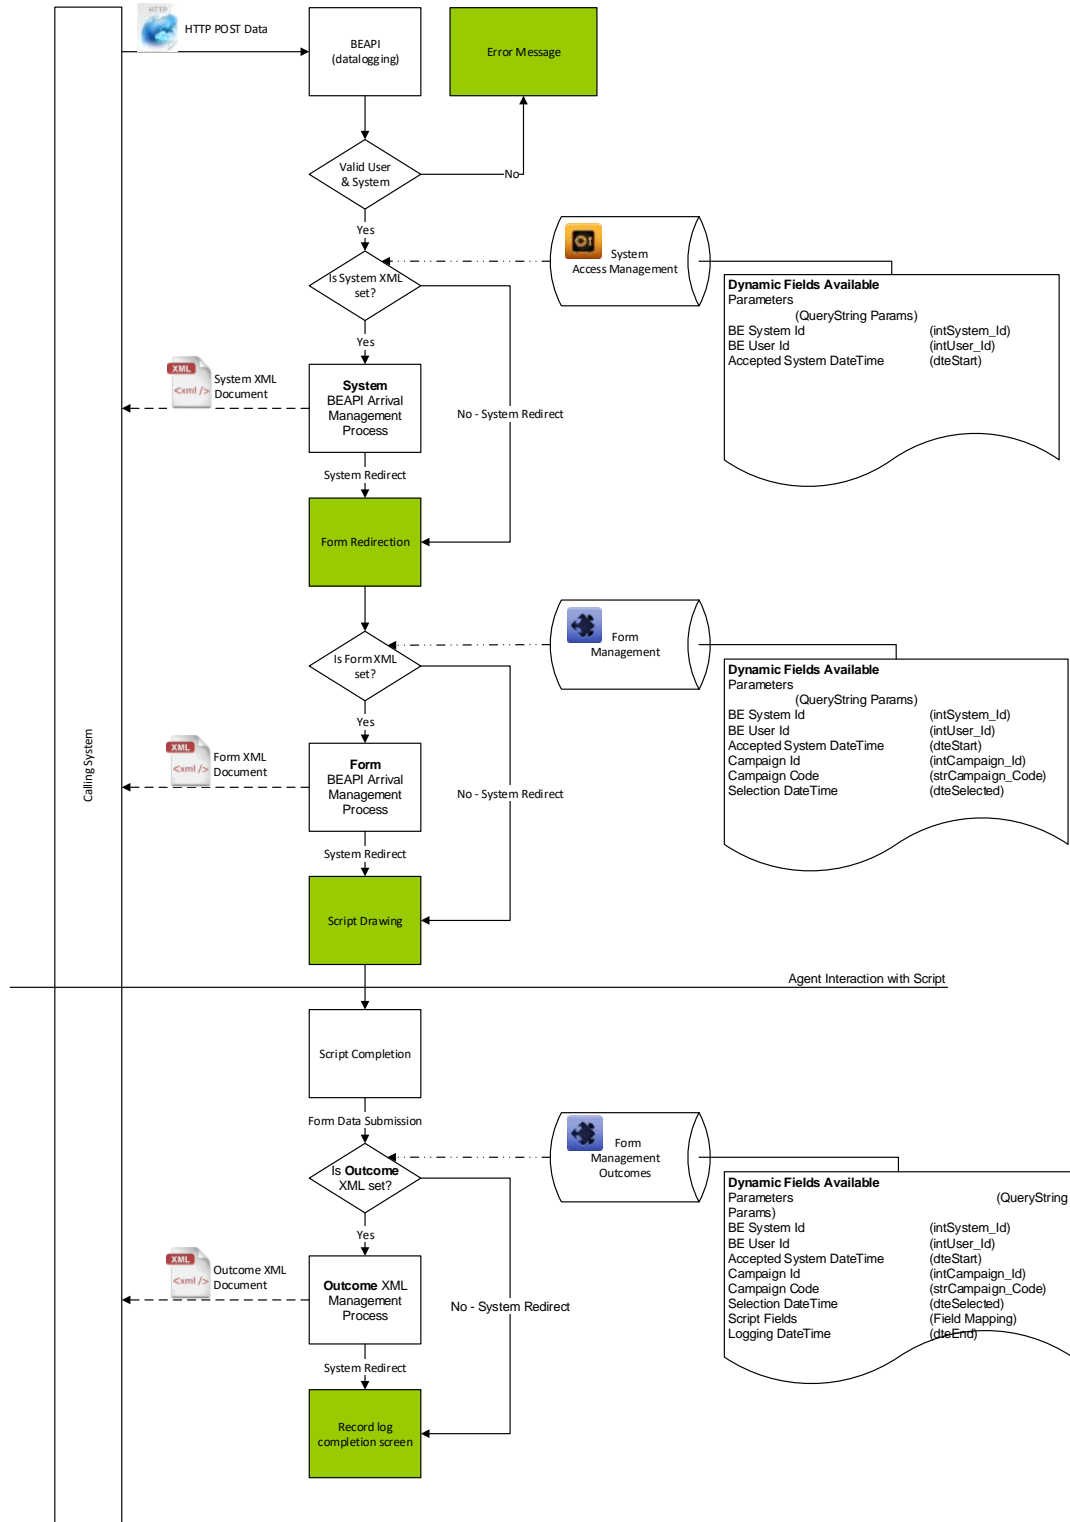 HTTP
HTTP POST Data
BEAPI
(datalogging)
Error Message
Valid User
& System
No
Yes
System
Access Management
Is System XML
set?
Dynamic Fields Available
Parameters
(QueryString Params)
BE System Id (intSystem_Id)
BE User Id (intUser_Id)
Accepted System DateTime (dteStart)
Yes
XML
<xml />
System XML
Document
System
BEAPI Arrival
Management
Process
No - System Redirect
System Redirect
Form Redirection
Form
Management
Is Form XML
set?
Dynamic Fields Available
Parameters
(QueryString Params)
BE System Id (intSystem_Id)
BE User Id (intUser_Id)
Accepted System DateTime (dteStart)
Campaign Id (intCampaign_Id)
Campaign Code (strCampaign_Code)
Selection DateTime (dteSelected)
Yes
Calling System
XML
<xml />
Form XML
Document
Form
BEAPI Arrival
Management
Process
No - System Redirect
System Redirect
Script Drawing
Agent Interaction with Script
Script Completion
Form Data Submission
Form
Management
Outcomes
Is Outcome
XML set?
Dynamic Fields Available
Parameters (QueryString
Params)
BE System Id (intSystem_Id)
BE User Id (intUser_Id)
Accepted System DateTime (dteStart)
Campaign Id (intCampaign_Id)
Campaign Code (strCampaign_Code)
Selection DateTime (dteSelected)
Script Fields (Field Mapping)
Logging DateTime (dteEnd)
Yes
XML
<xml />
Outcome XML
Document
Outcome XML
Management
Process
No - System Redirect
System Redirect
Record log
completion screen